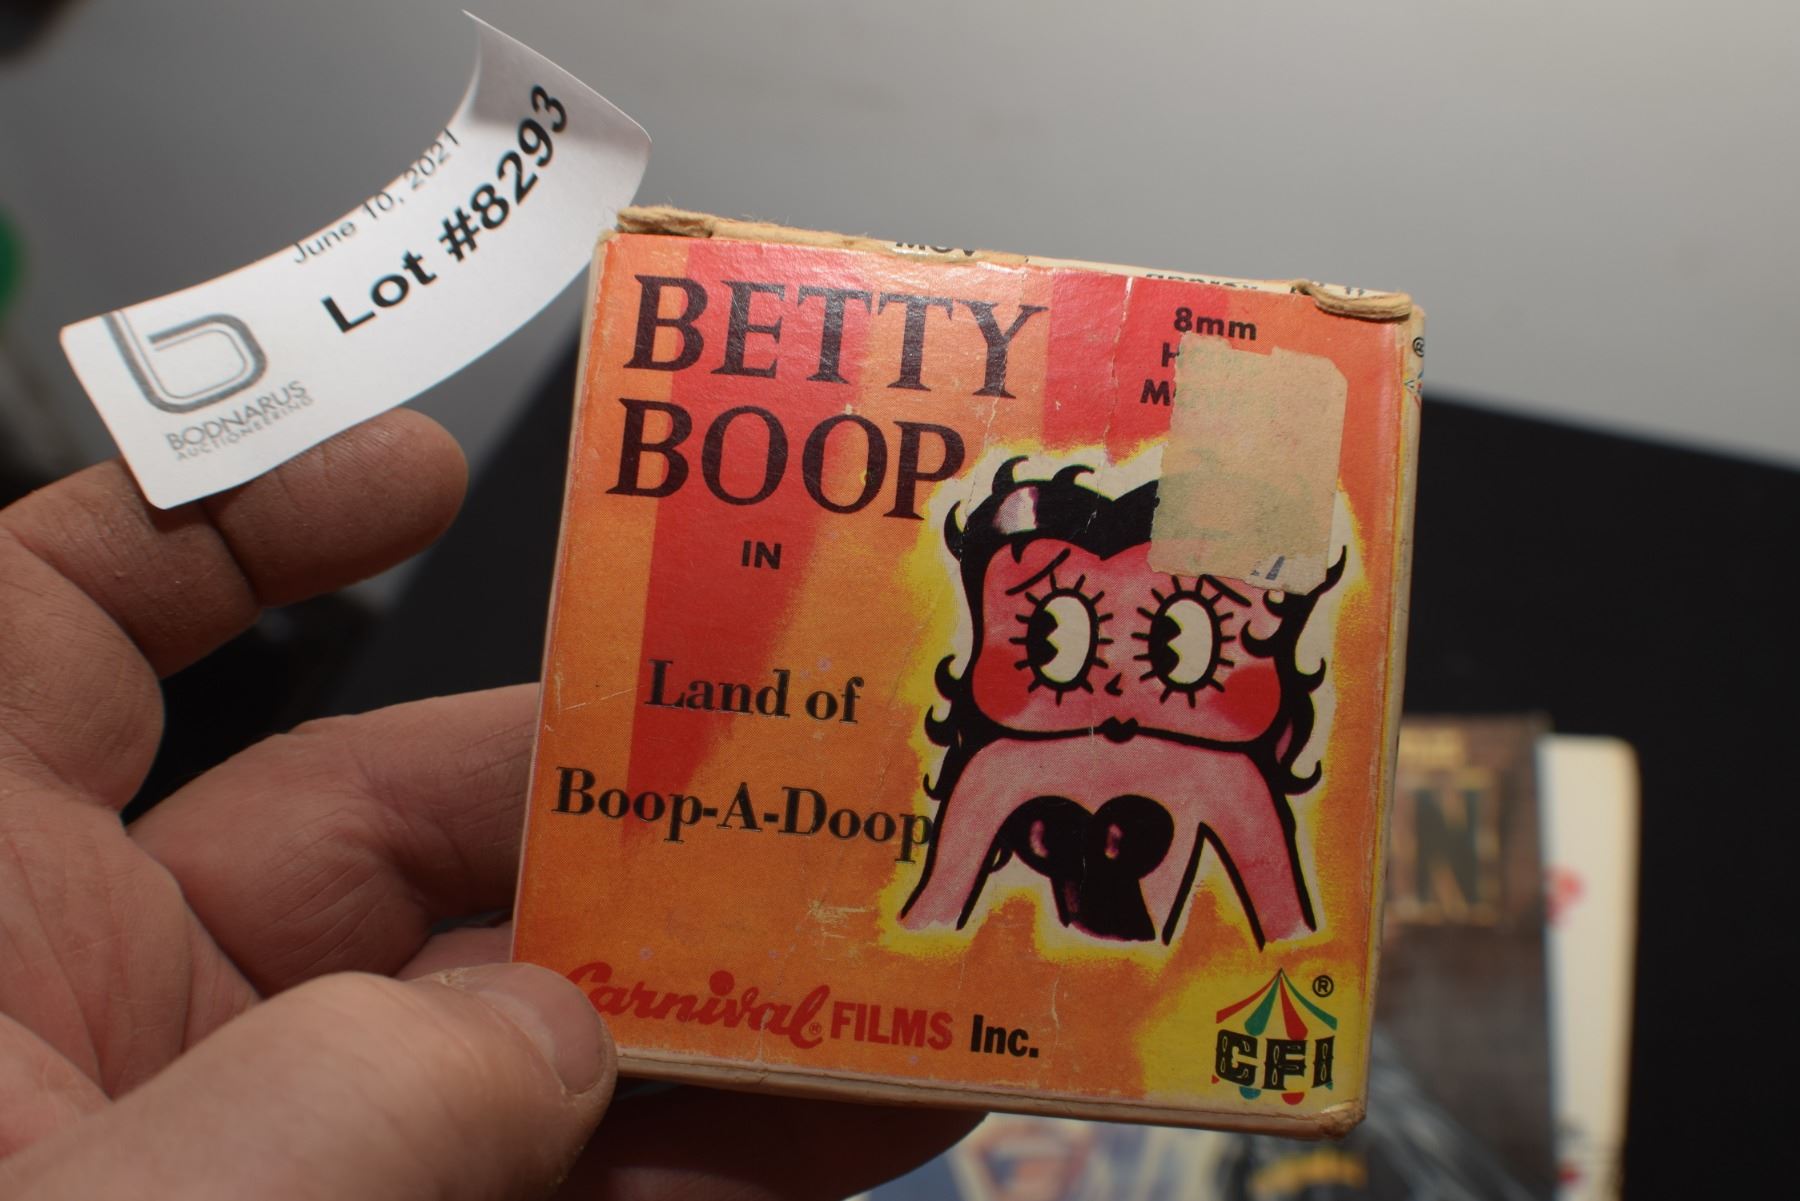 June 10, 2021
Lot #8293
BODNARUS
AUCTIONEERING
BETTY
BOOP
IN
Land of
Boop-A-Doop
8mm
Carnival® FILMS Inc.
®
CFI
approx.